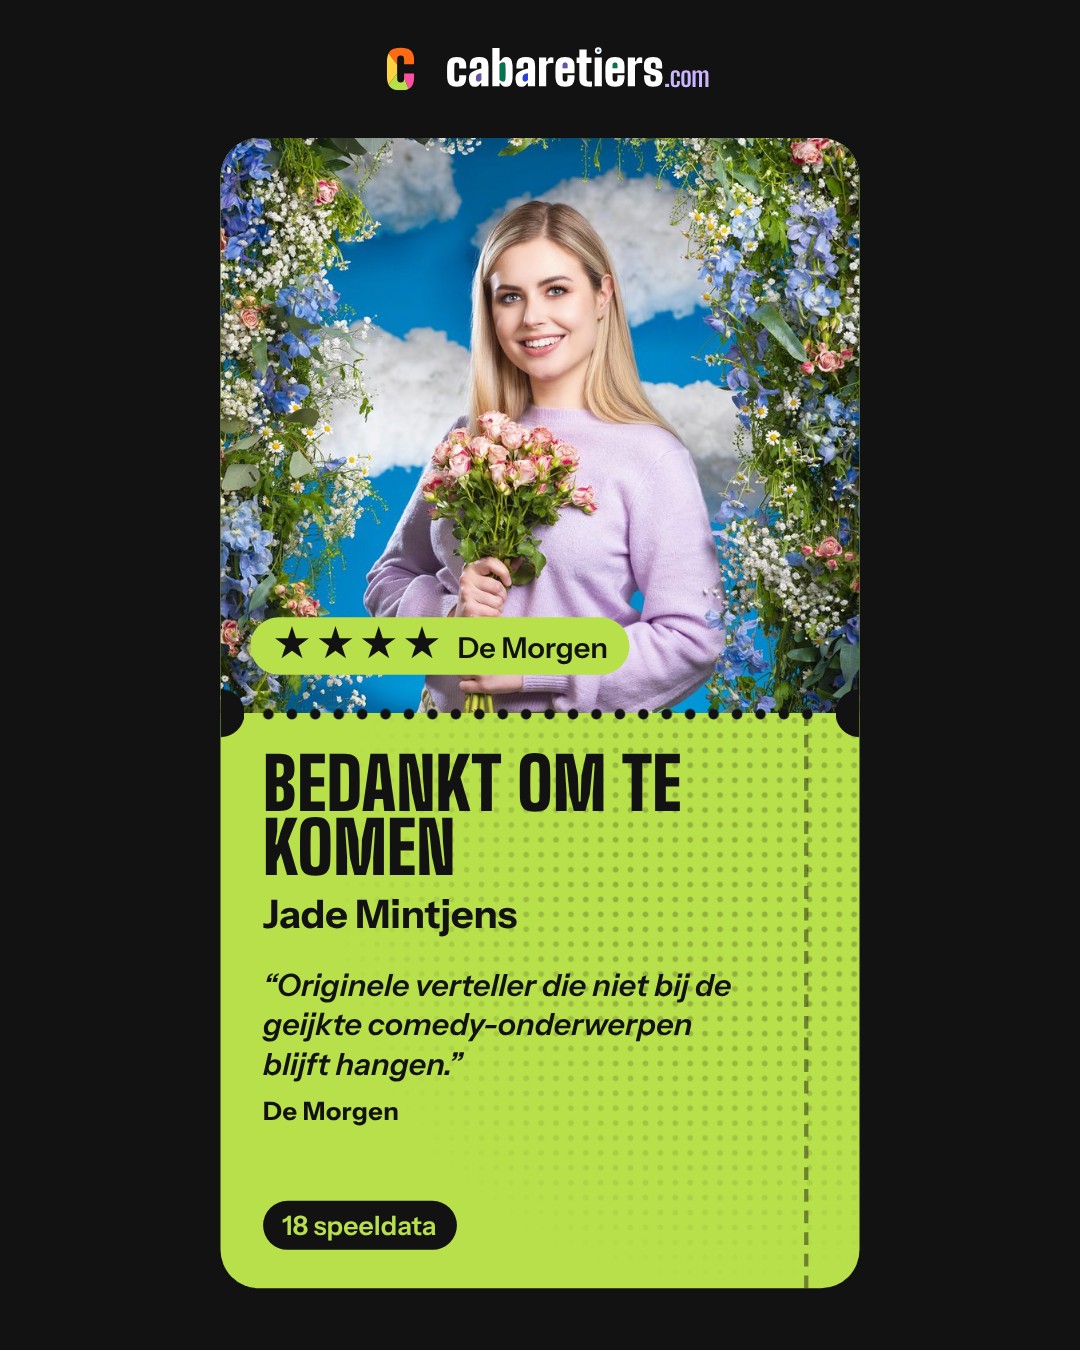 cabaretiers.com
★★★★ De Morgen
BEDANKT OM TE
KOMEN
Jade Mintjens
“Originele verteller die niet bij de
geijkte comedy-onderwerpen
blijft hangen.”
De Morgen
18 speeldata